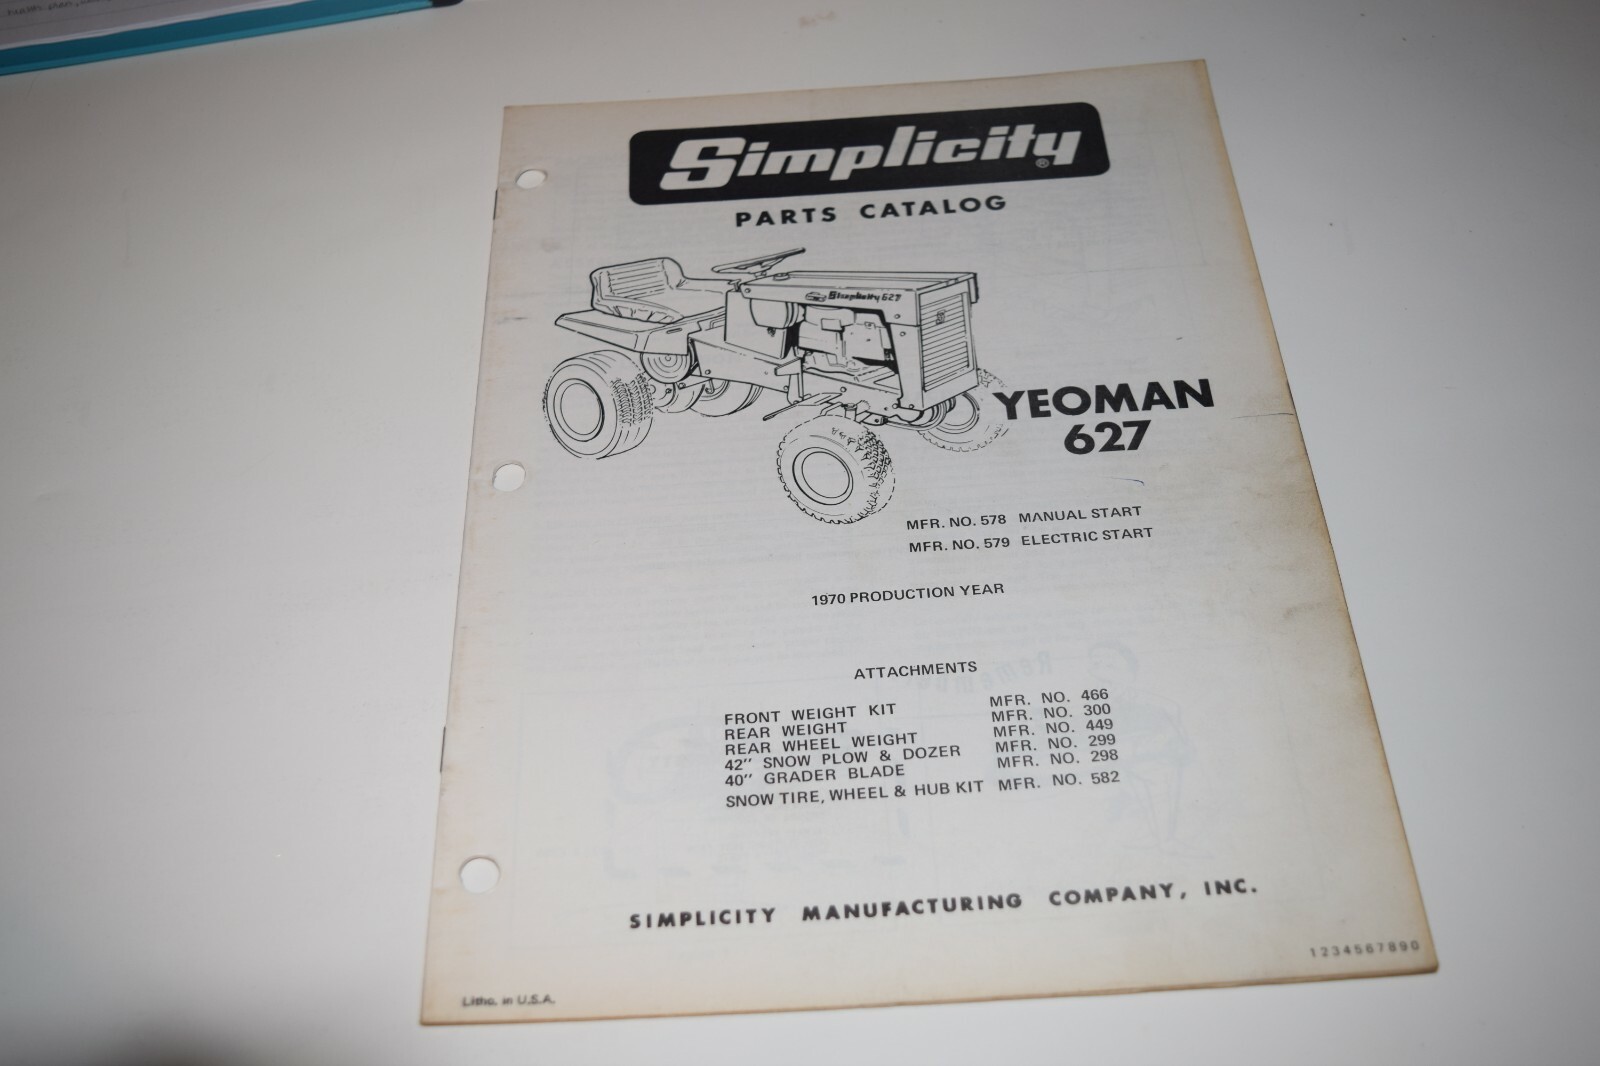 Simplicity®
PARTS CATALOG
Simplicity 627
YEOMAN
627
MFR. NO. 578 MANUAL START
MFR. NO. 579 ELECTRIC START
1970 PRODUCTION YEAR
ATTACHMENTS
FRONT WEIGHT KIT MFR. NO. 466
REAR WEIGHT MFR. NO. 300
REAR WHEEL WEIGHT MFR. NO. 449
42" SNOW PLOW & DOZER MFR. NO. 299
40" GRADER BLADE MFR. NO. 298
SNOW TIRE, WHEEL & HUB KIT MFR. NO. 582
SIMPLICITY MANUFACTURING COMPANY, INC.
1234567890
Litho. in U.S.A.